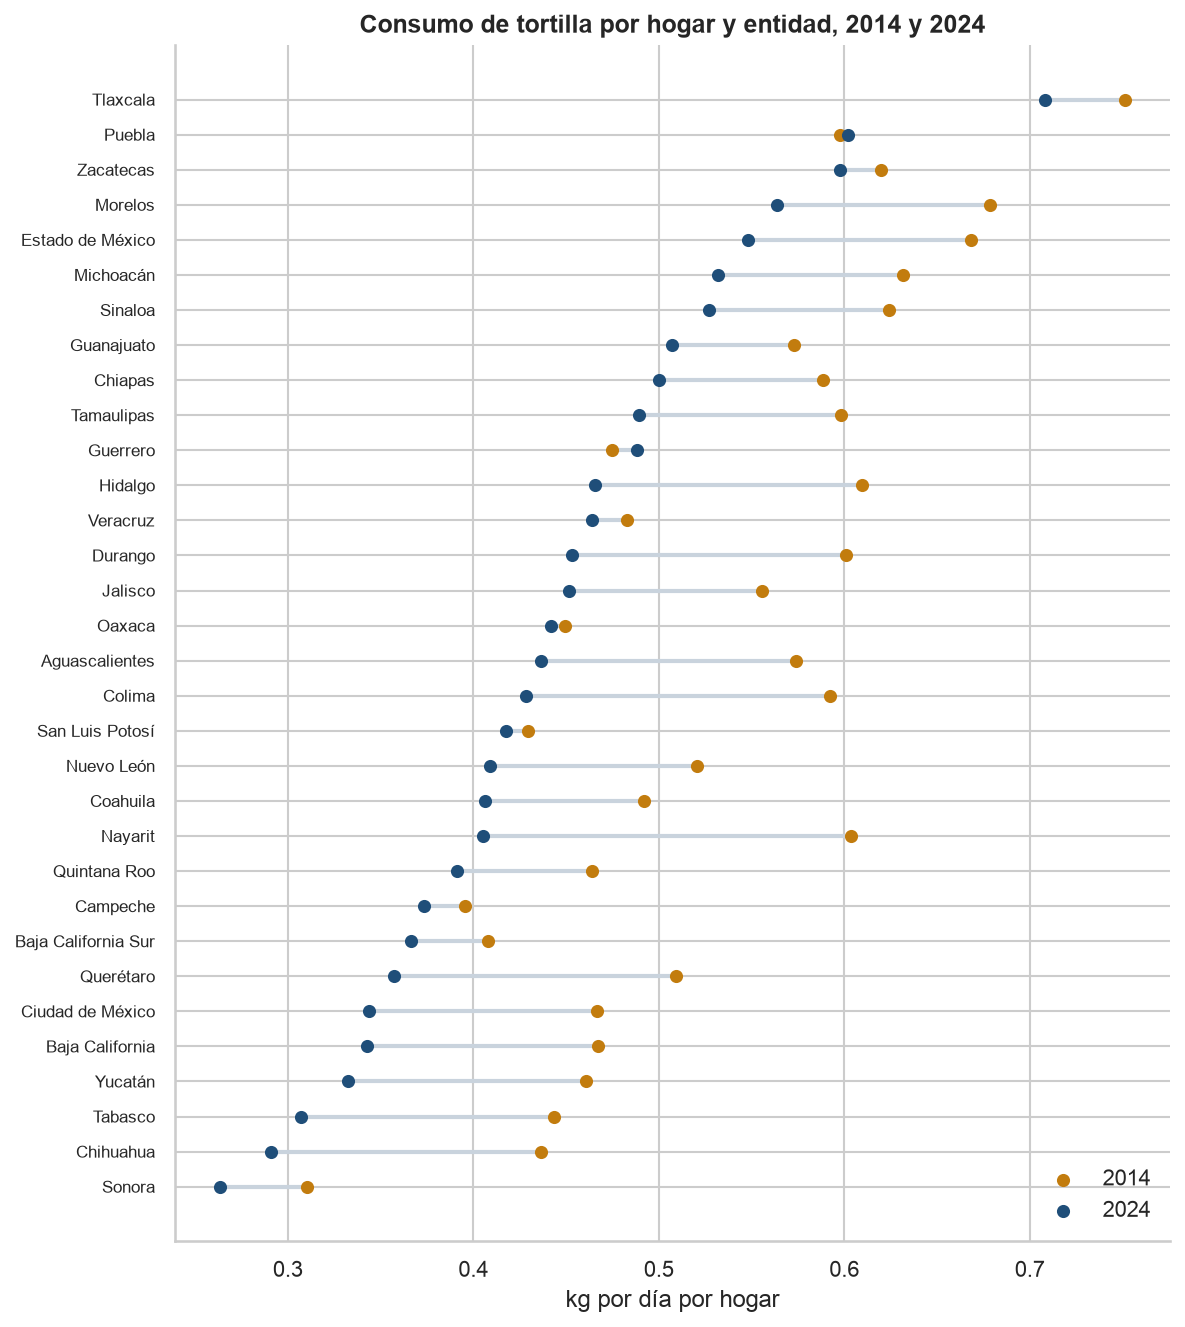 Consumo de tortilla por hogar y entidad, 2014 y 2024
Tlaxcala
Puebla
Zacatecas
Morelos
Estado de México
Michoacán
Sinaloa
Guanajuato
Chiapas
Tamaulipas
Guerrero
Hidalgo
Veracruz
Durango
Jalisco
Oaxaca
Aguascalientes
Colima
San Luis Potosí
Nuevo León
Coahuila
Nayarit
Quintana Roo
Campeche
Baja California Sur
Querétaro
Ciudad de México
Baja California
Yucatán
Tabasco
Chihuahua
Sonora
2014
2024
0.3 0.4 0.5 0.6 0.7
kg por día por hogar